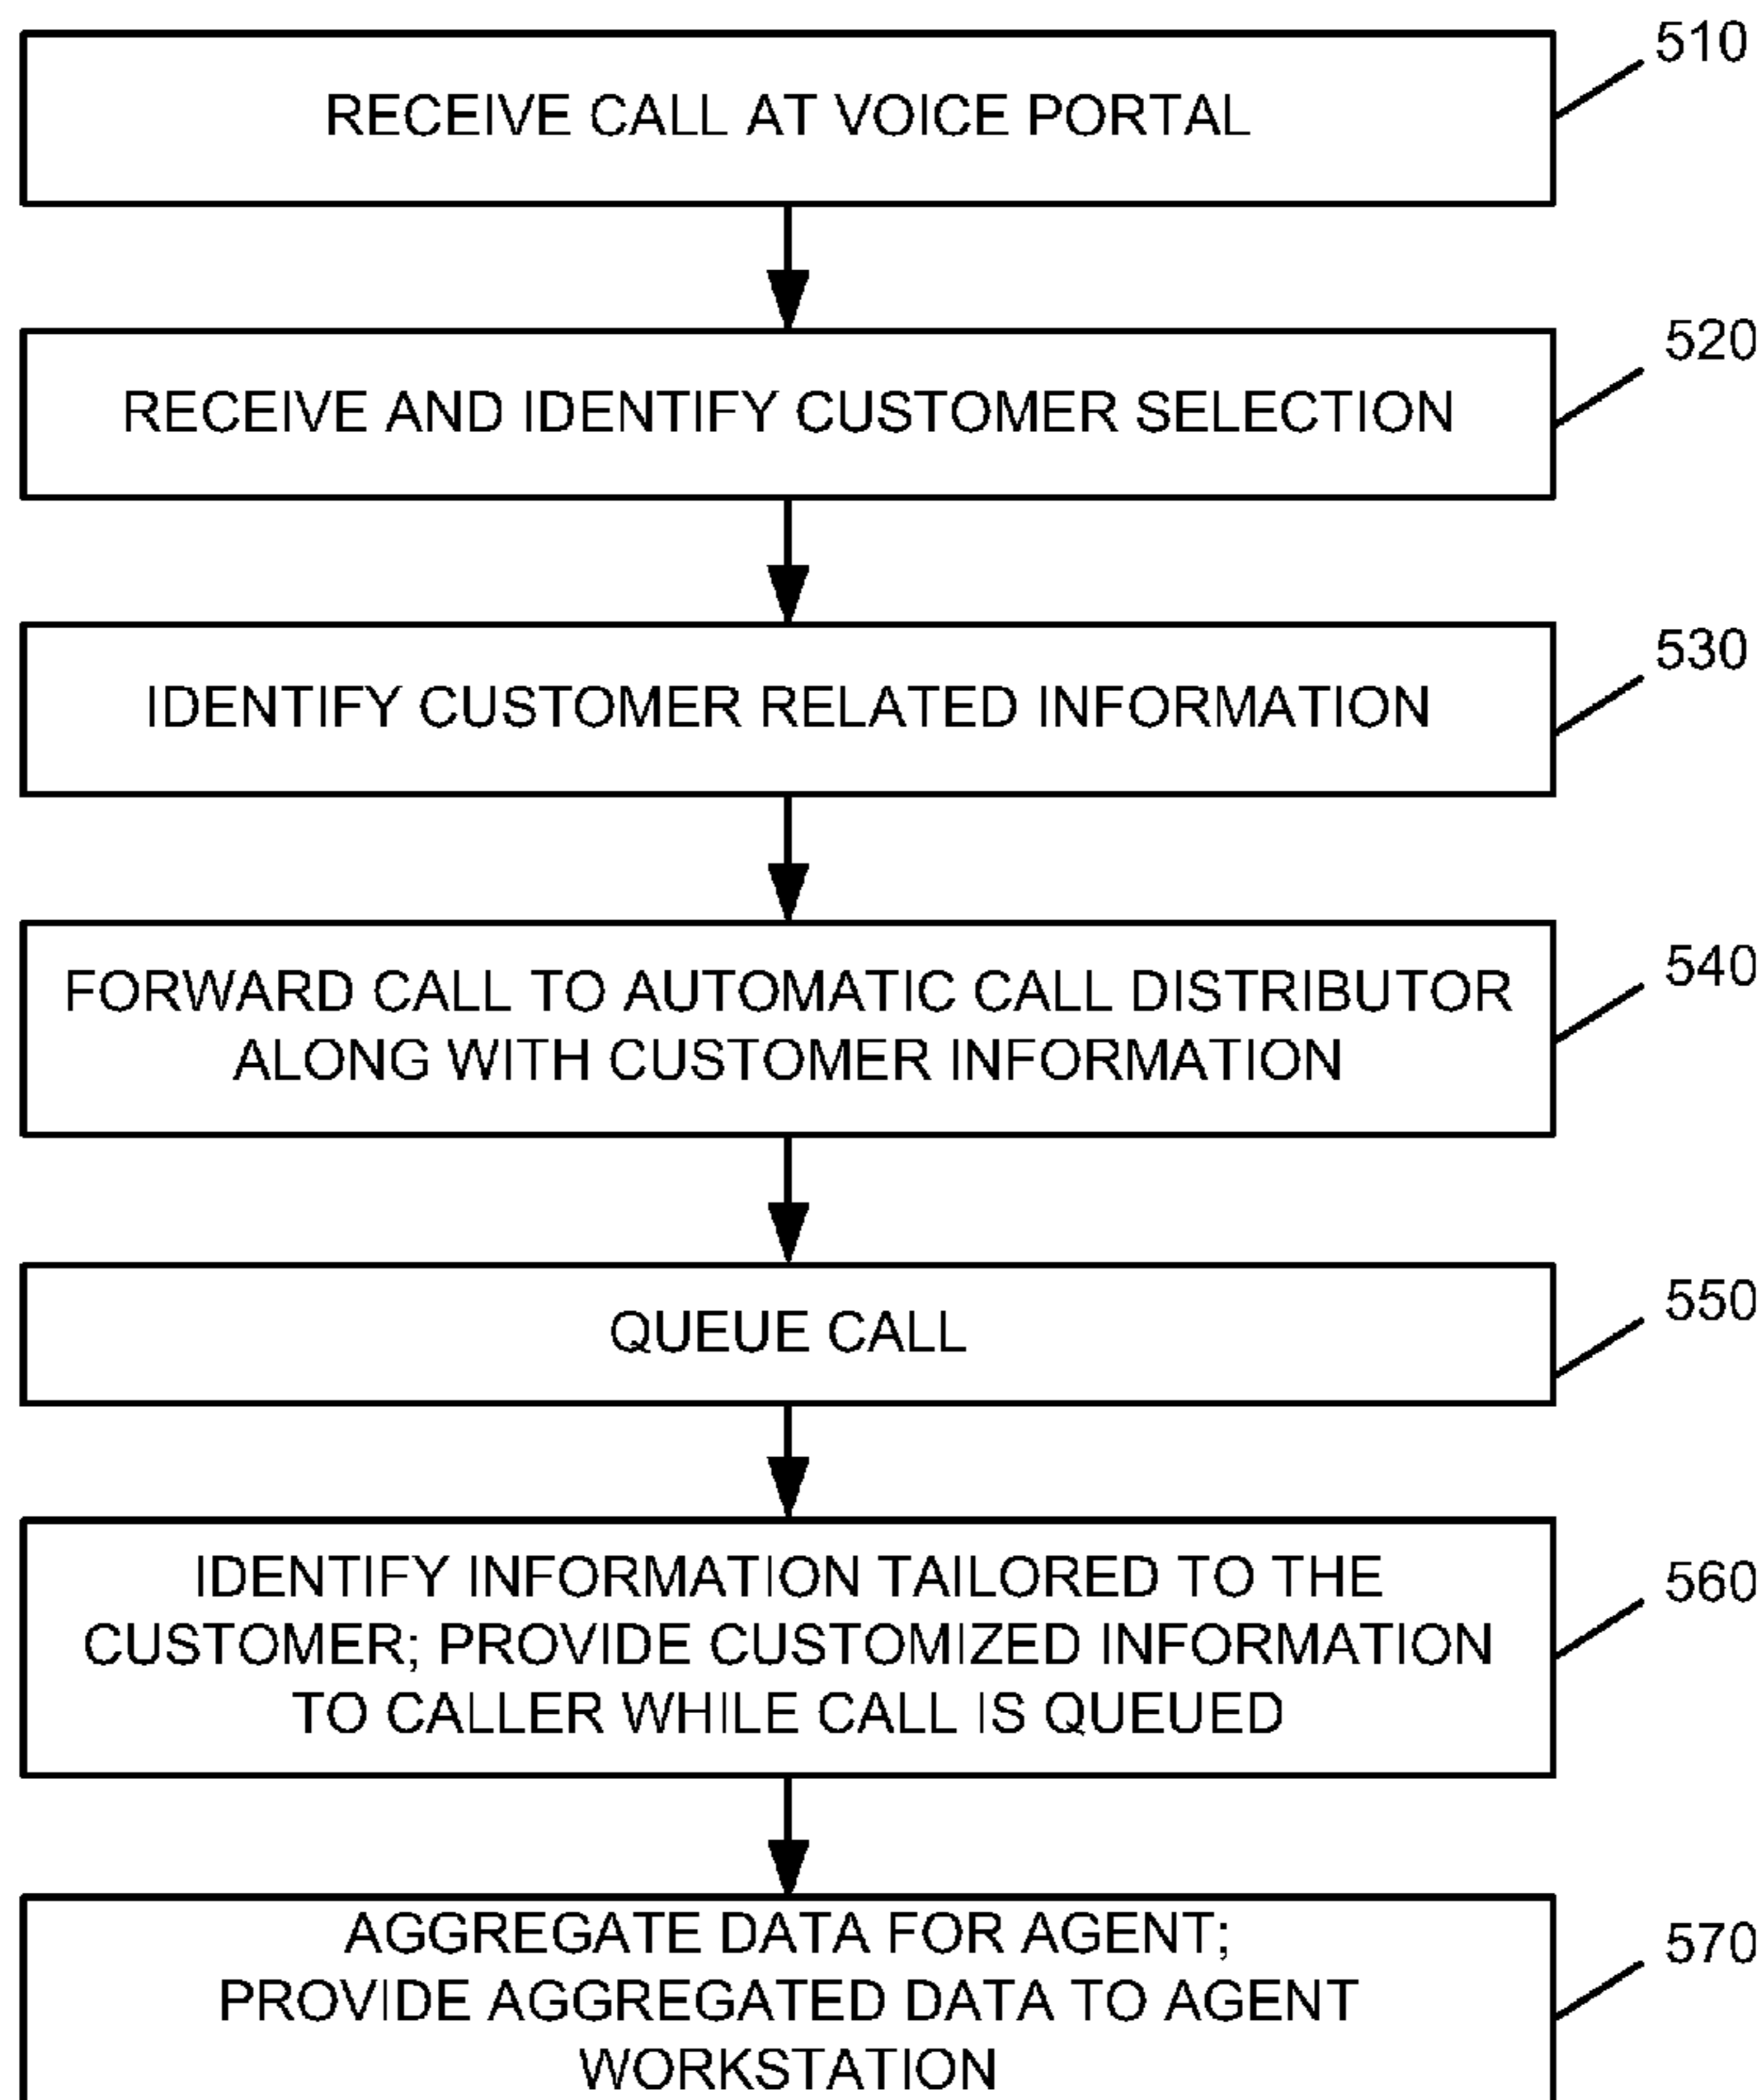 510
RECEIVE CALL AT VOICE PORTAL
520
RECEIVE AND IDENTIFY CUSTOMER SELECTION
530
IDENTIFY CUSTOMER RELATED INFORMATION
540
FORWARD CALL TO AUTOMATIC CALL DISTRIBUTOR
ALONG WITH CUSTOMER INFORMATION
550
QUEUE CALL
560
IDENTIFY INFORMATION TAILORED TO THE
CUSTOMER; PROVIDE CUSTOMIZED INFORMATION
TO CALLER WHILE CALL IS QUEUED
570
AGGREGATE DATA FOR AGENT;
PROVIDE AGGREGATED DATA TO AGENT
WORKSTATION